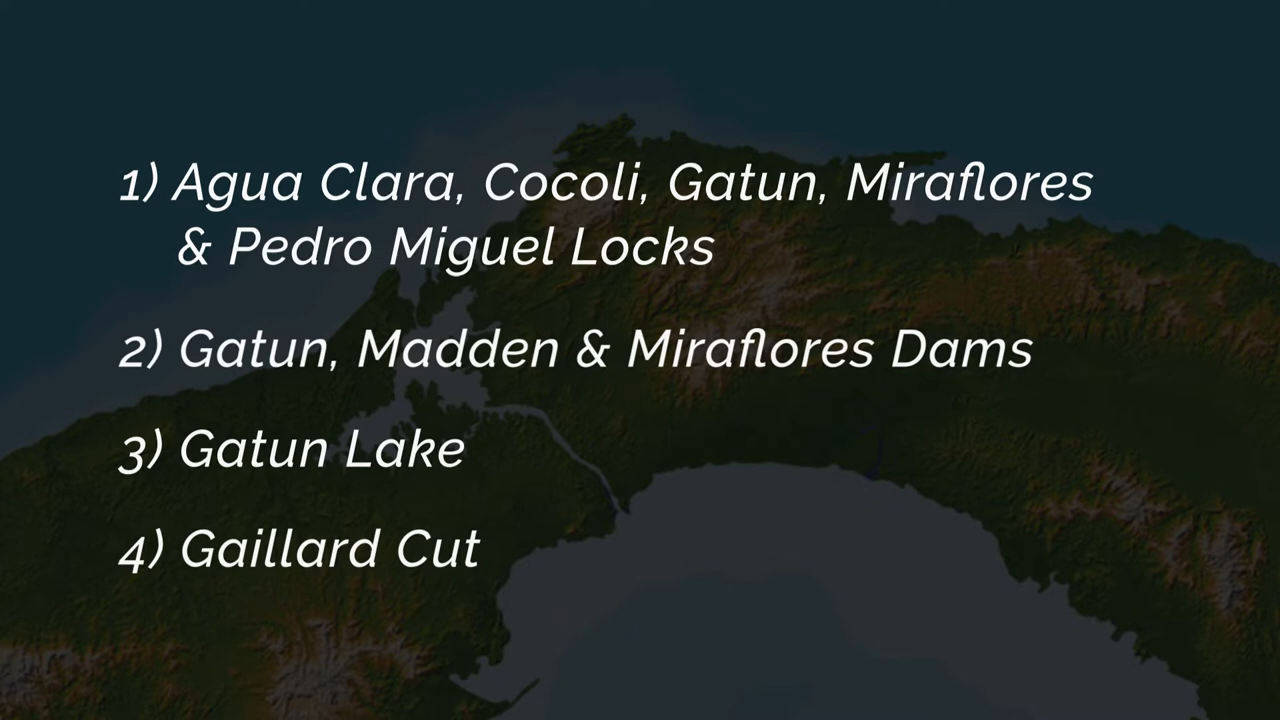 1) Agua Clara, Cocoli, Gatun, Miraflores
& Pedro Miguel Locks
2) Gatun, Madden & Miraflores Dams
3) Gatun Lake
4) Gaillard Cut